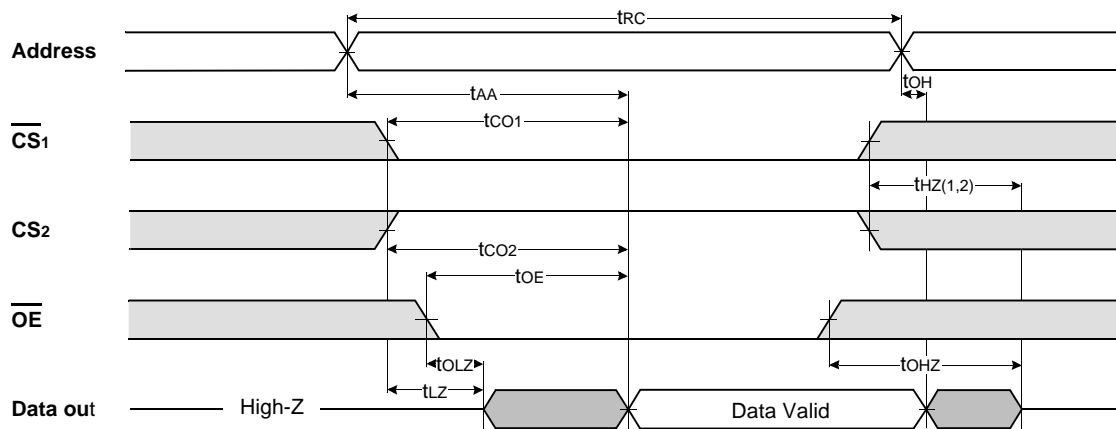 tRC
Address
tOH
tAA
tCO1
CS1
tHZ(1,2)
CS2
tCO2
tOE
OE
tOLZ
tOHZ
tLZ
Data out
High-Z
Data Valid